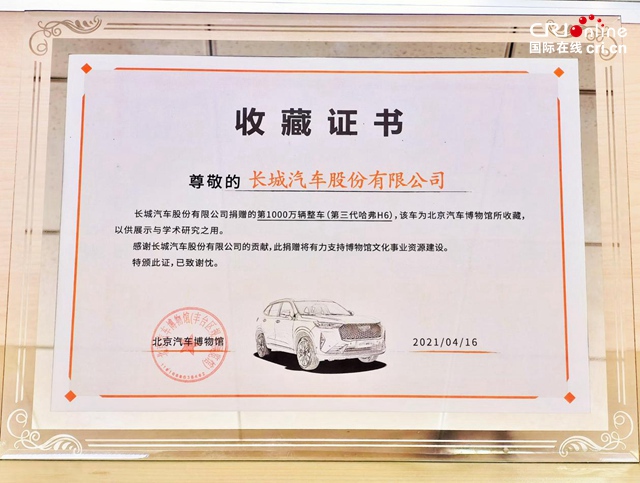 CRI online
国际在线 cri.cn
收藏证书
尊敬的 长城汽车股份有限公司
长城汽车股份有限公司捐赠的第1000万辆整车(第三代哈弗H6),该车为北京汽车博物馆所收藏,
以供展示与学术研究之用。
感谢长城汽车股份有限公司的贡献,此捐赠将有力支持博物馆文化事业资源建设。
特颁此证,已致谢忱。
北京汽车博物馆
2021/04/16